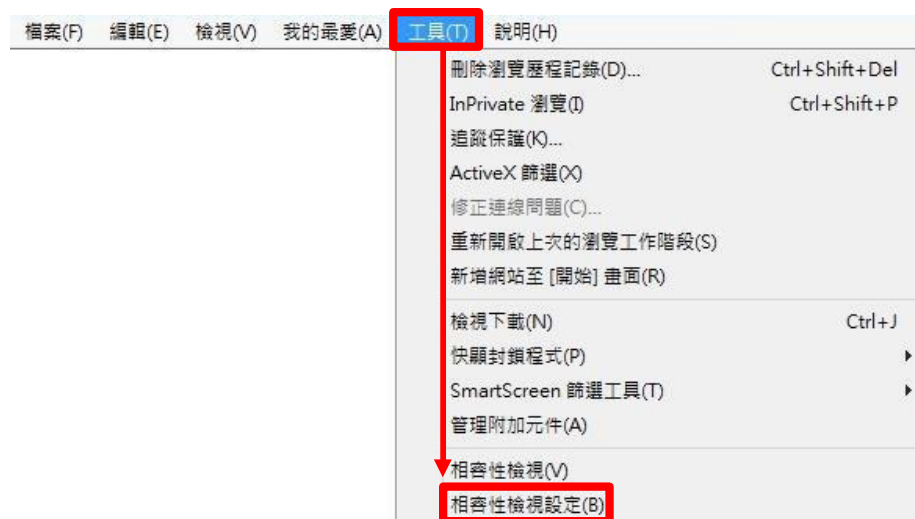 檔案(F) 編輯(E) 檢視(V) 我的最愛(A) 工具(T) 說明(H)
刪除瀏覽歷程記錄(D)... Ctrl+Shift+Del
InPrivate 瀏覽(I) Ctrl+Shift+P
追蹤保護(K)...
ActiveX 篩選(X)
修正連線問題(C)...
重新開啟上次的瀏覽工作階段(S)
新增網站至 [開始] 畫面(R)
檢視下載(N) Ctrl+J
快顯封鎖程式(P)
SmartScreen 篩選工具(T)
管理附加元件(A)
相容性檢視(V)
相容性檢視設定(B)